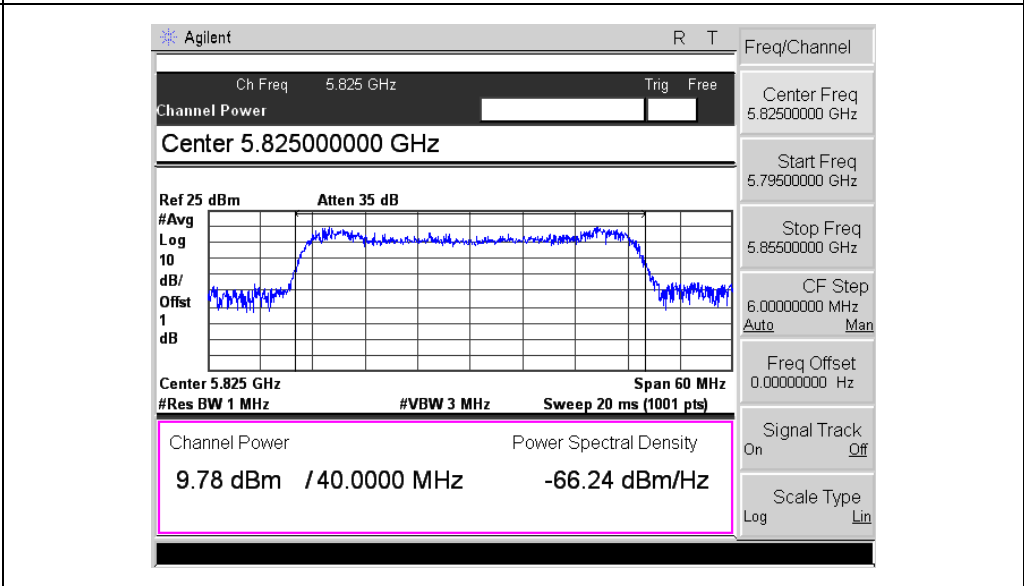 Agilent
R T
Ch Freq 5.825 GHz Trig Free
Channel Power
Center 5.825000000 GHz
Ref 25 dBm Atten 35 dB
#Avg
Log
10
dB/
Offst
1
dB
Center 5.825 GHz Span 60 MHz
#Res BW 1 MHz #VBW 3 MHz Sweep 20 ms (1001 pts)
Channel Power Power Spectral Density
9.78 dBm /40.0000 MHz -66.24 dBm/Hz
Freq/Channel
Center Freq
5.82500000 GHz
Start Freq
5.79500000 GHz
Stop Freq
5.85500000 GHz
CF Step
6.00000000 MHz
Auto Man
Freq Offset
0.00000000 Hz
Signal Track
On Off
Scale Type
Log Lin